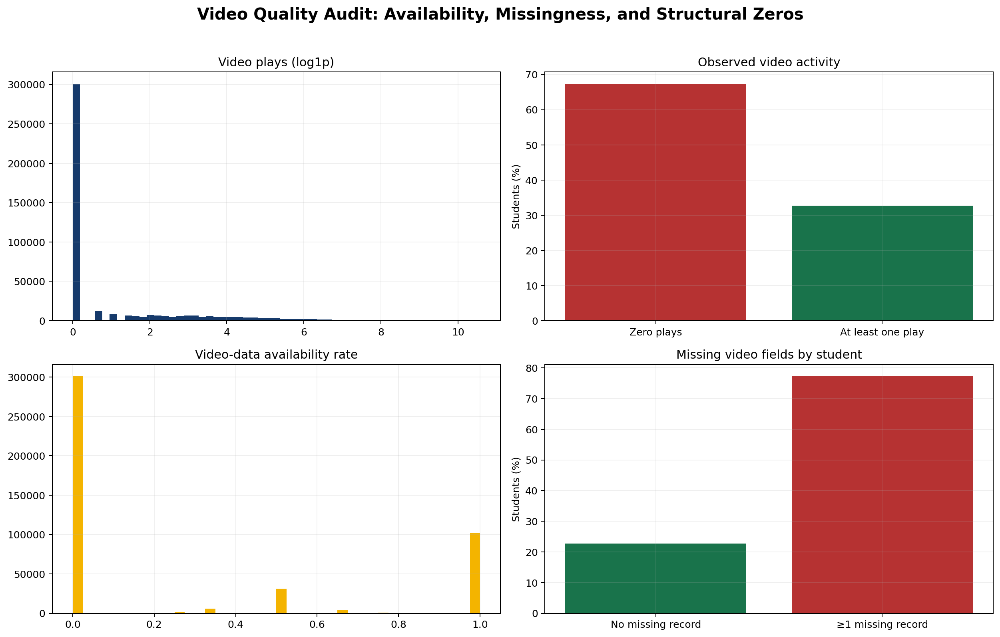 Video Quality Audit: Availability, Missingness, and Structural Zeros
Video plays (log1p)
300000
250000
200000
150000
100000
50000
0
0 2 4 6 8 10
Observed video activity
Students (%)
70
60
50
40
30
20
10
0
Zero plays At least one play
Video-data availability rate
300000
250000
200000
150000
100000
50000
0
0.0 0.2 0.4 0.6 0.8 1.0
Missing video fields by student
Students (%)
80
70
60
50
40
30
20
10
0
No missing record ≥1 missing record